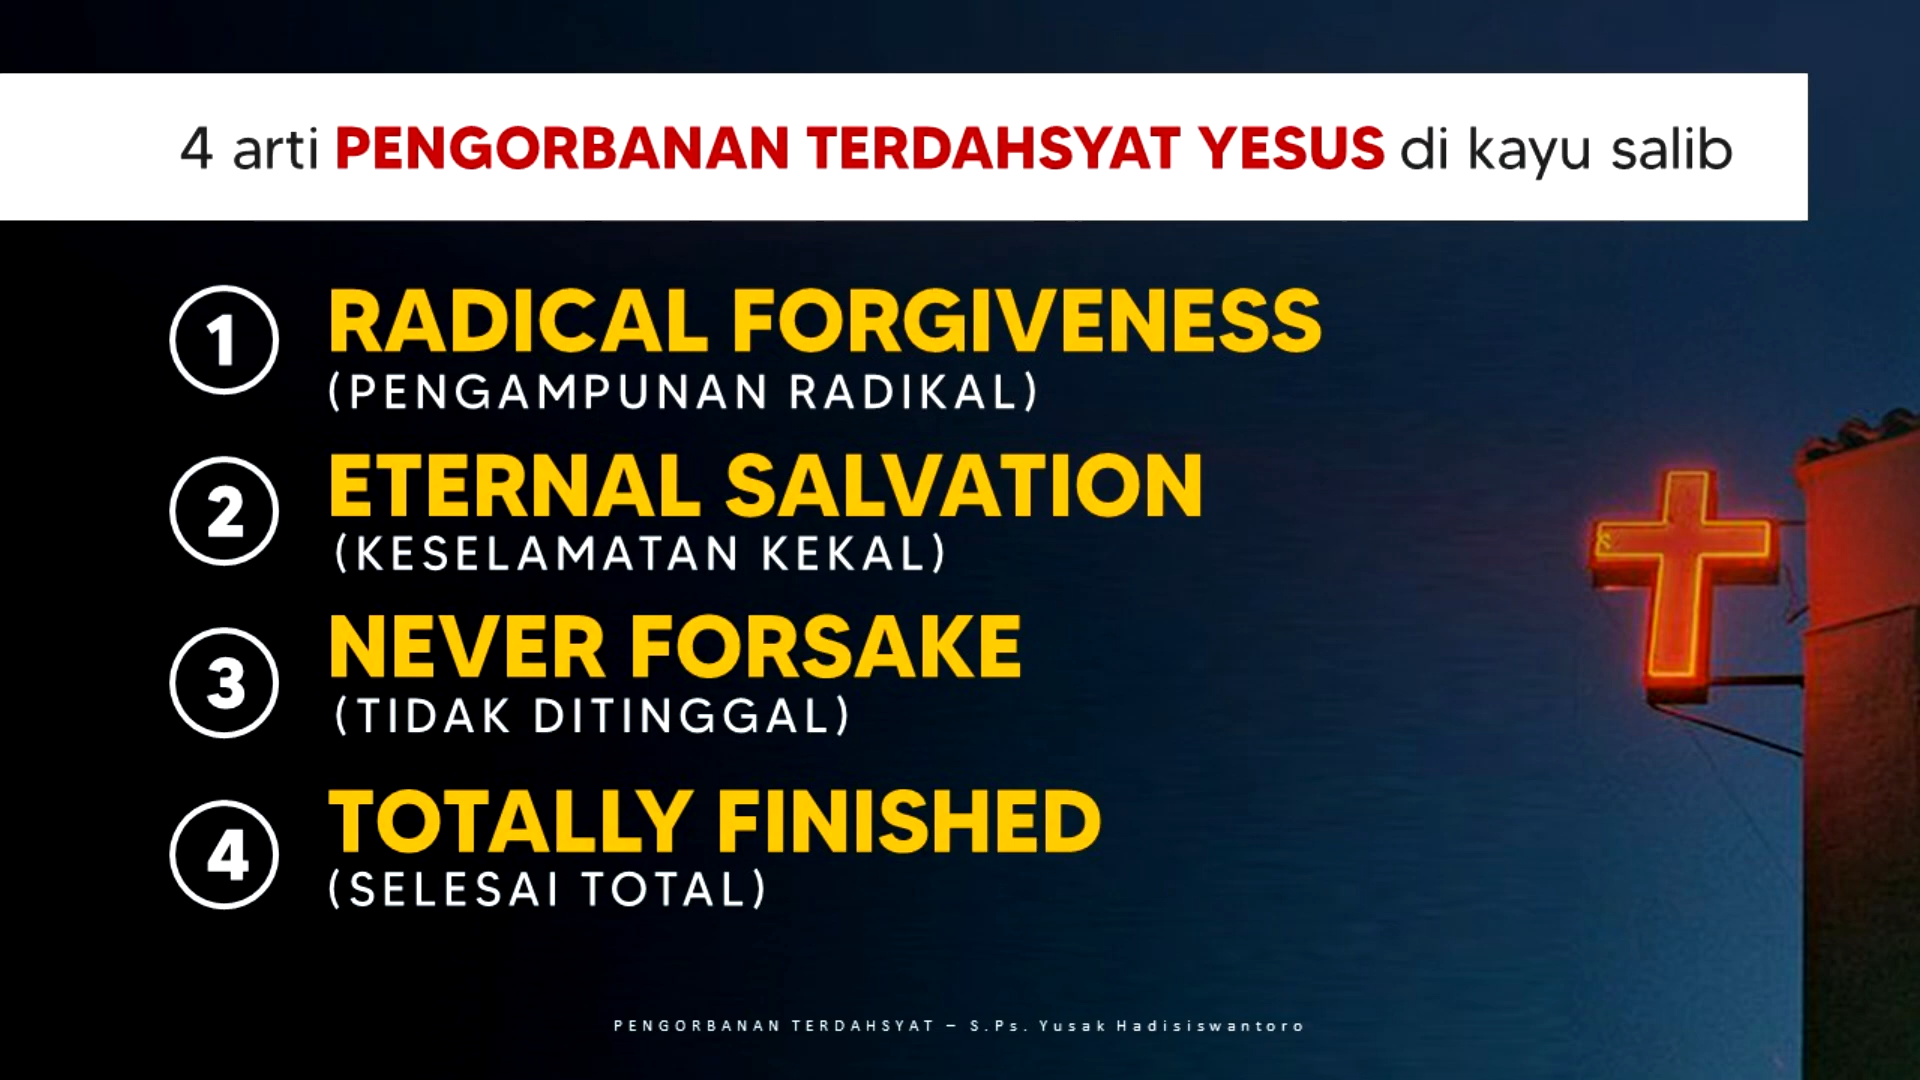 4 arti PENGORBANAN TERDAHSYAT YESUS di kayu salib
1 RADICAL FORGIVENESS
(PENGAMPUNAN RADIKAL)
2 ETERNAL SALVATION
(KESELAMATAN KEKAL)
3 NEVER FORSAKE
(TIDAK DITINGGAL)
4 TOTALLY FINISHED
(SELESAI TOTAL)
PENGORBANAN TERDAHSYAT – S.Ps. Yusak Hadisiswantoro